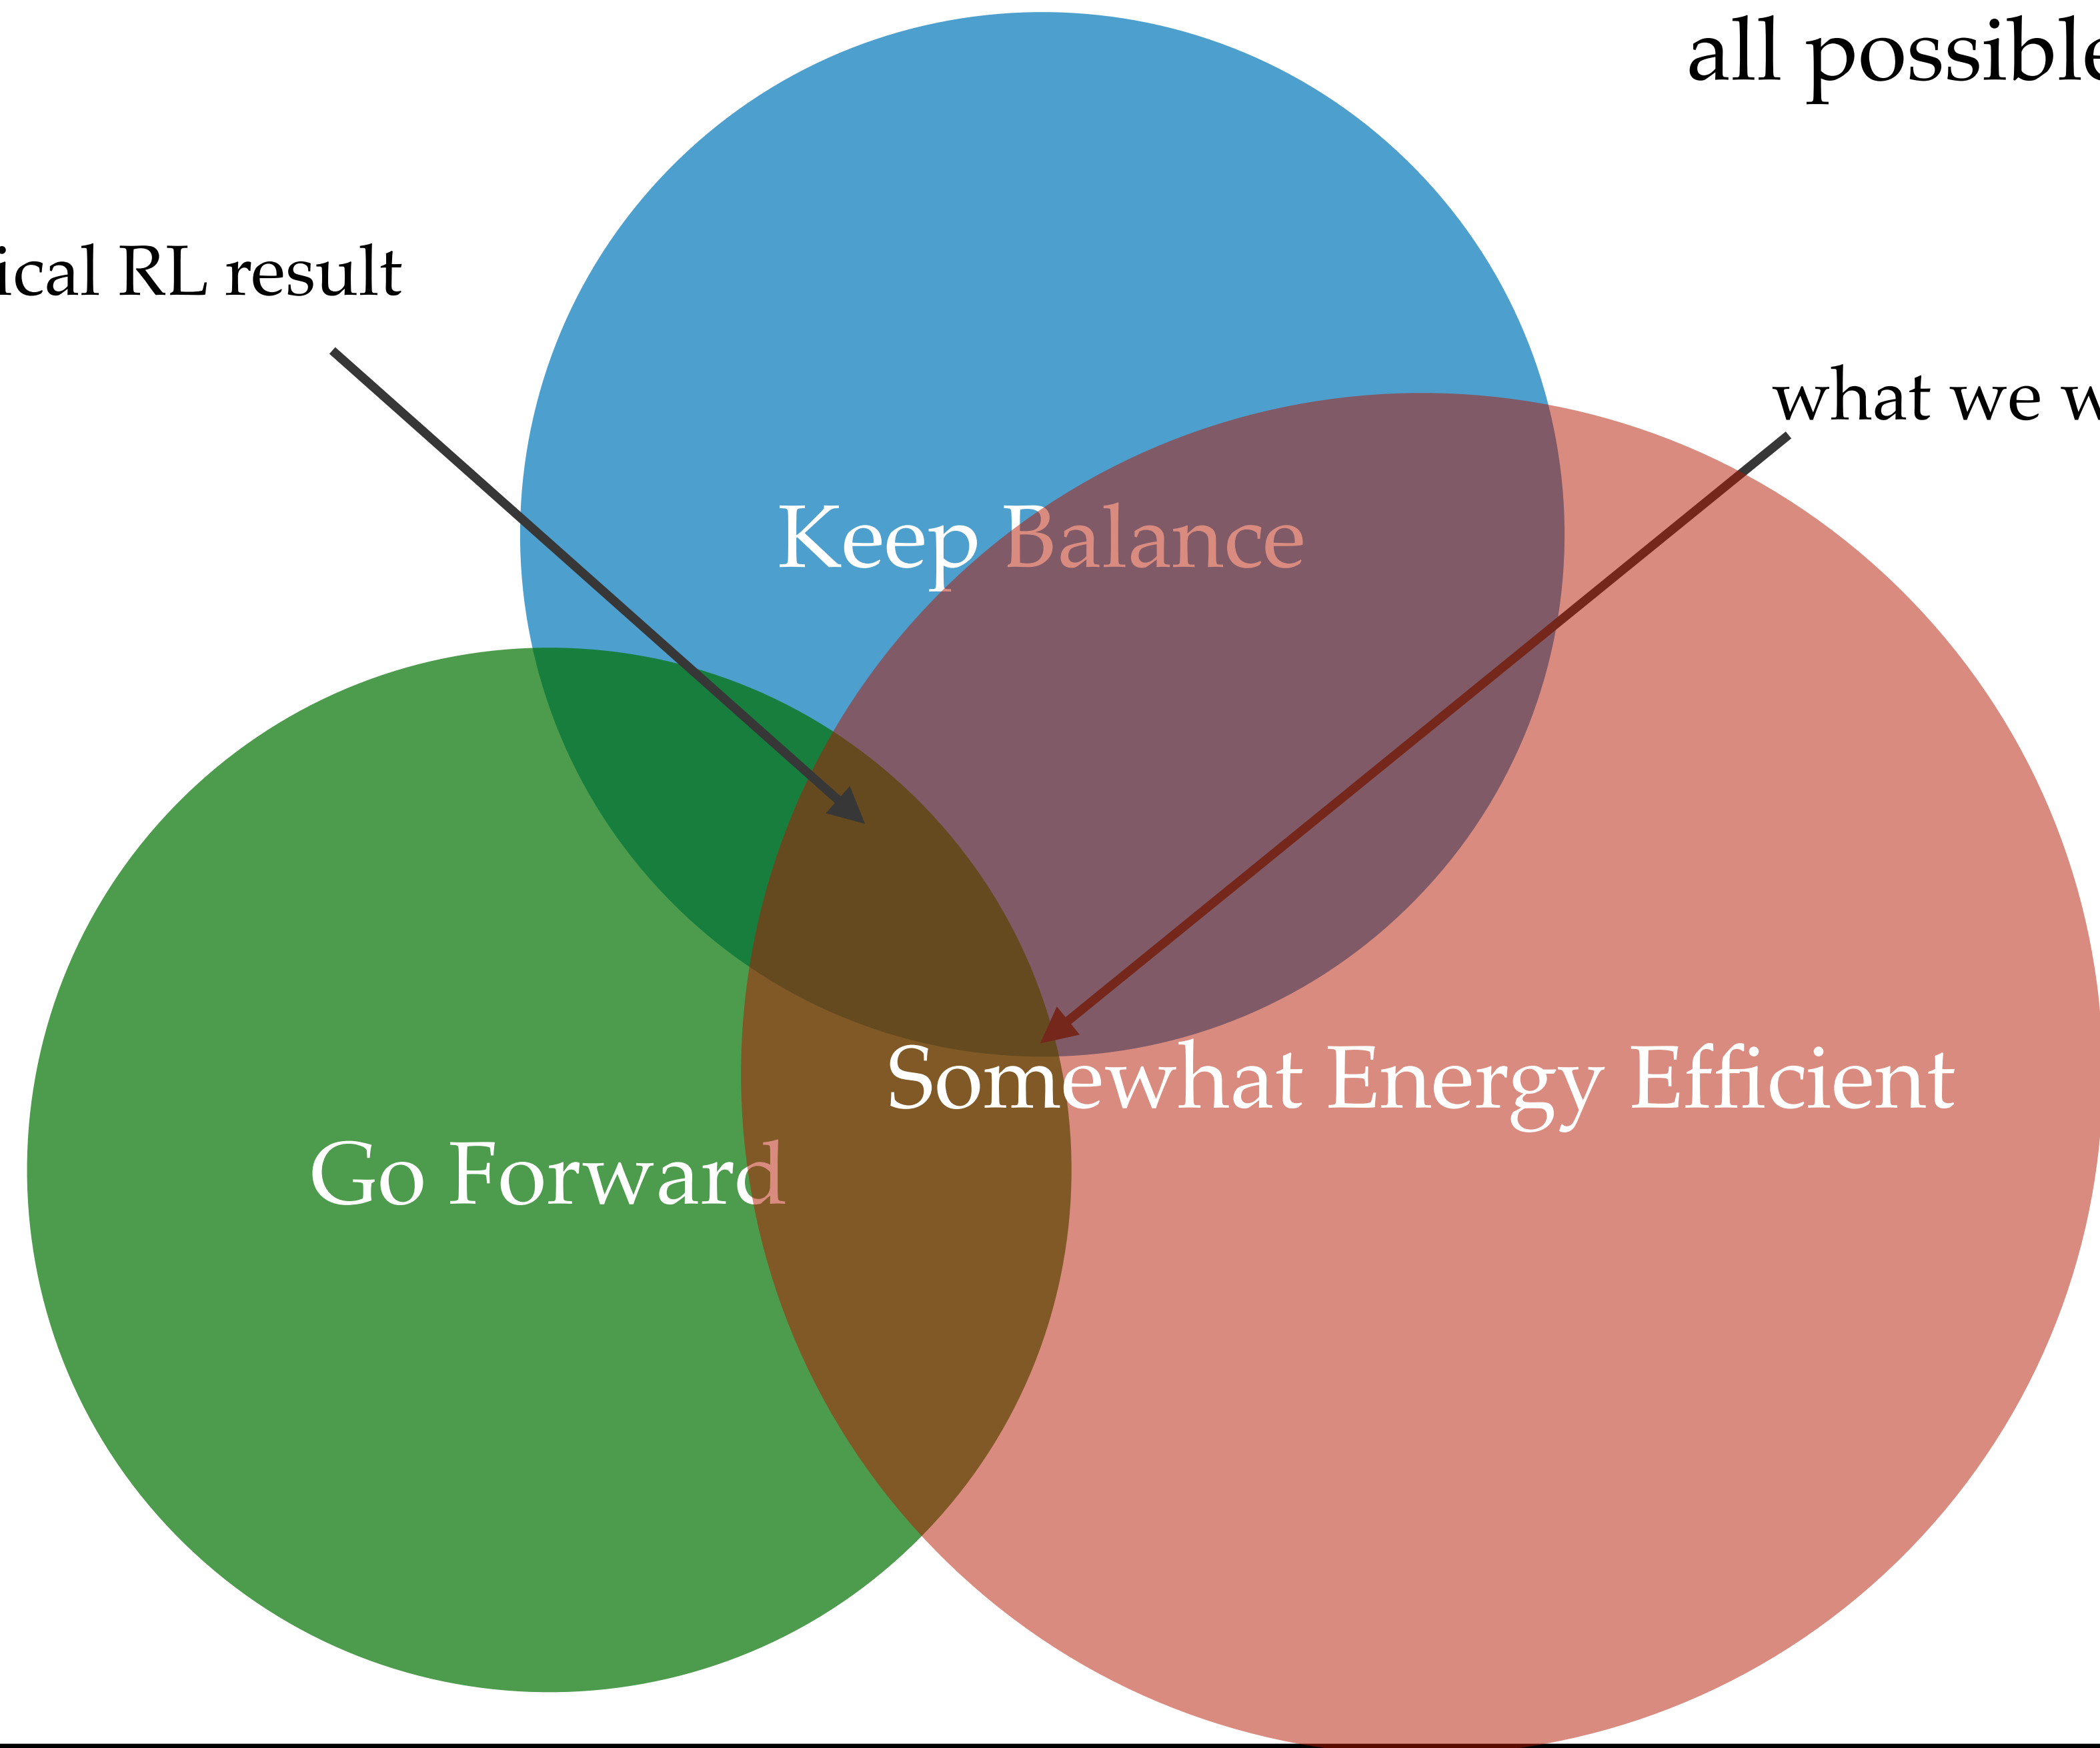 all possible
ical RL result
what we w
Keep Balance
Somewhat Energy Efficient
Go Forward